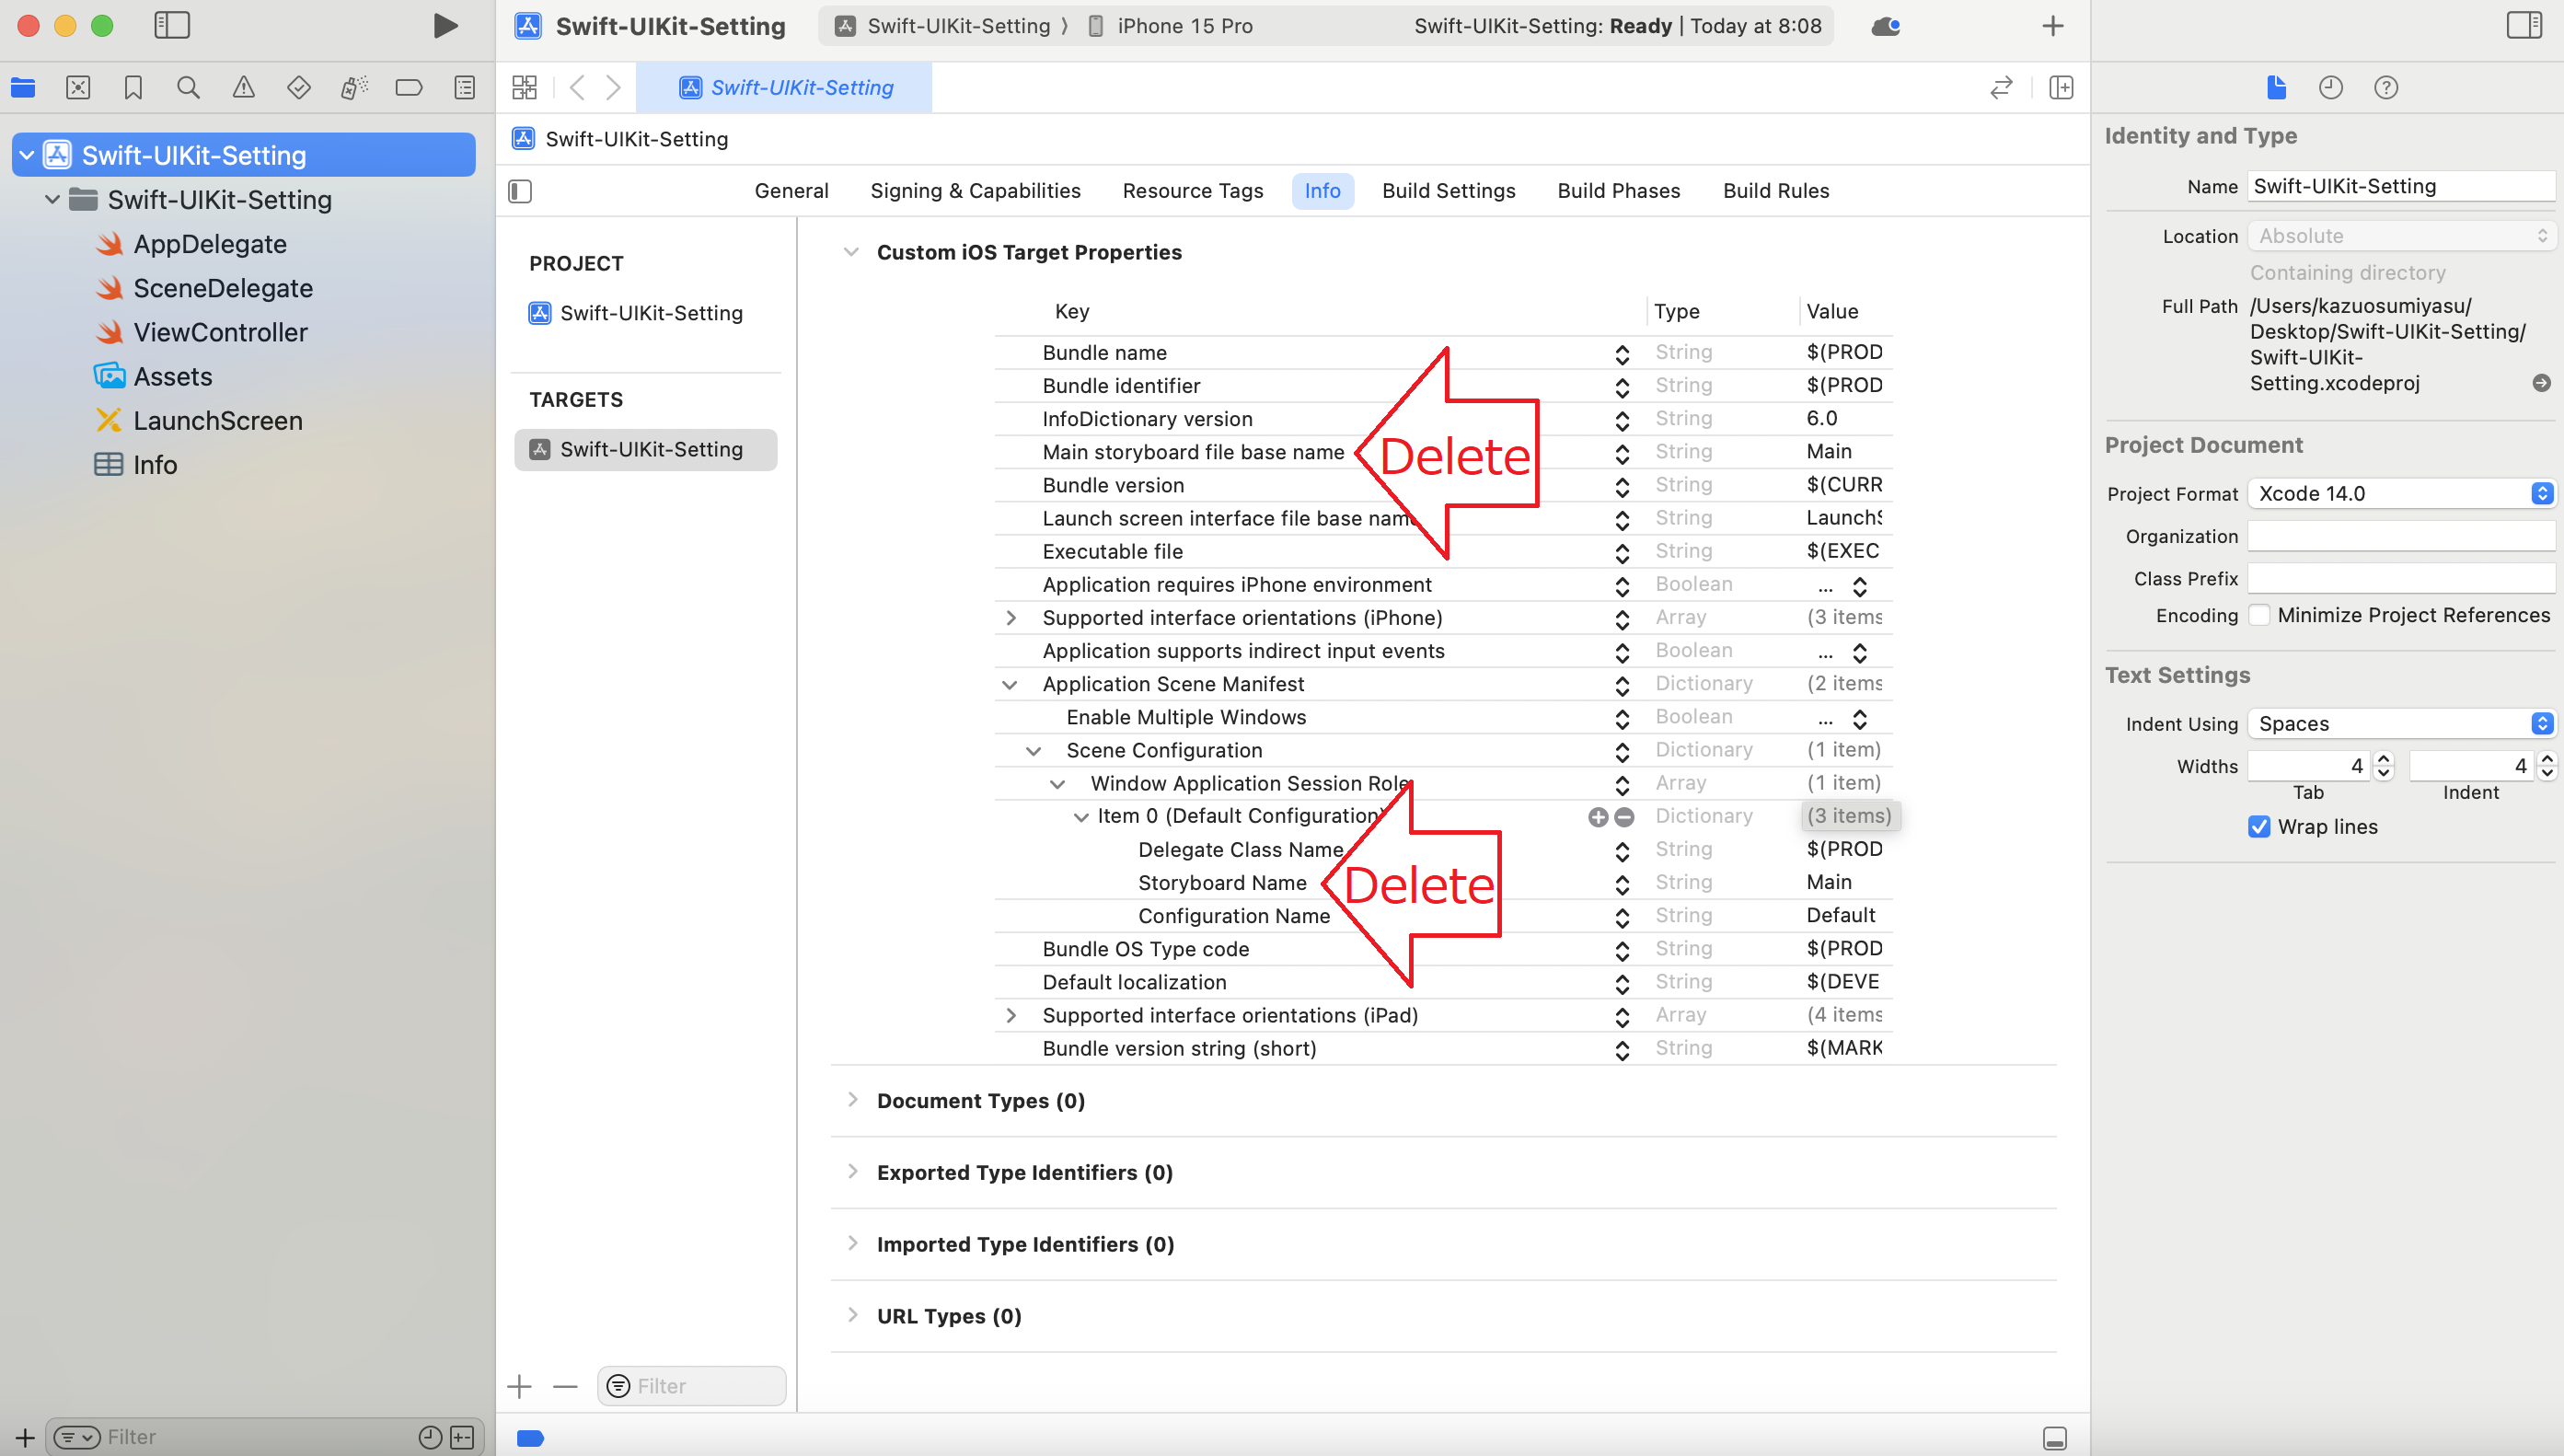 Swift-UIKit-Setting
Swift-UIKit-Setting 〉 iPhone 15 Pro
Swift-UIKit-Setting: Ready | Today at 8:08
Swift-UIKit-Setting
Swift-UIKit-Setting
General Signing & Capabilities Resource Tags Info Build Settings Build Phases Build Rules
Swift-UIKit-Setting
Swift-UIKit-Setting
AppDelegate
SceneDelegate
ViewController
Assets
LaunchScreen
Info
Filter
PROJECT
Swift-UIKit-Setting
TARGETS
Swift-UIKit-Setting
Filter
Custom iOS Target Properties
Key Type Value
Bundle name String $(PROD
Bundle identifier String $(PROD
InfoDictionary version String 6.0
Main storyboard file base name String Main
Delete
Bundle version String $(CURR
Launch screen interface file base name String LaunchS
Executable file String $(EXEC
Application requires iPhone environment Boolean ...
Supported interface orientations (iPhone) Array (3 items
Application supports indirect input events Boolean ...
Application Scene Manifest Dictionary (2 items
Enable Multiple Windows Boolean ...
Scene Configuration Dictionary (1 item)
Window Application Session Role Array (1 item)
Item 0 (Default Configuration) Dictionary (3 items)
Delegate Class Name String $(PROD
Storyboard Name String Main
Delete
Configuration Name String Default
Bundle OS Type code String $(PROD
Default localization String $(DEVE
Supported interface orientations (iPad) Array (4 items
Bundle version string (short) String $(MARK
Document Types (0)
Exported Type Identifiers (0)
Imported Type Identifiers (0)
URL Types (0)
Identity and Type
Name Swift-UIKit-Setting
Location Absolute
Containing directory
Full Path /Users/kazuosumiyasu/
Desktop/Swift-UIKit-Setting/
Swift-UIKit-
Setting.xcodeproj
Project Document
Project Format Xcode 14.0
Organization
Class Prefix
Encoding Minimize Project References
Text Settings
Indent Using Spaces
Widths 4 4
Tab Indent
Wrap lines